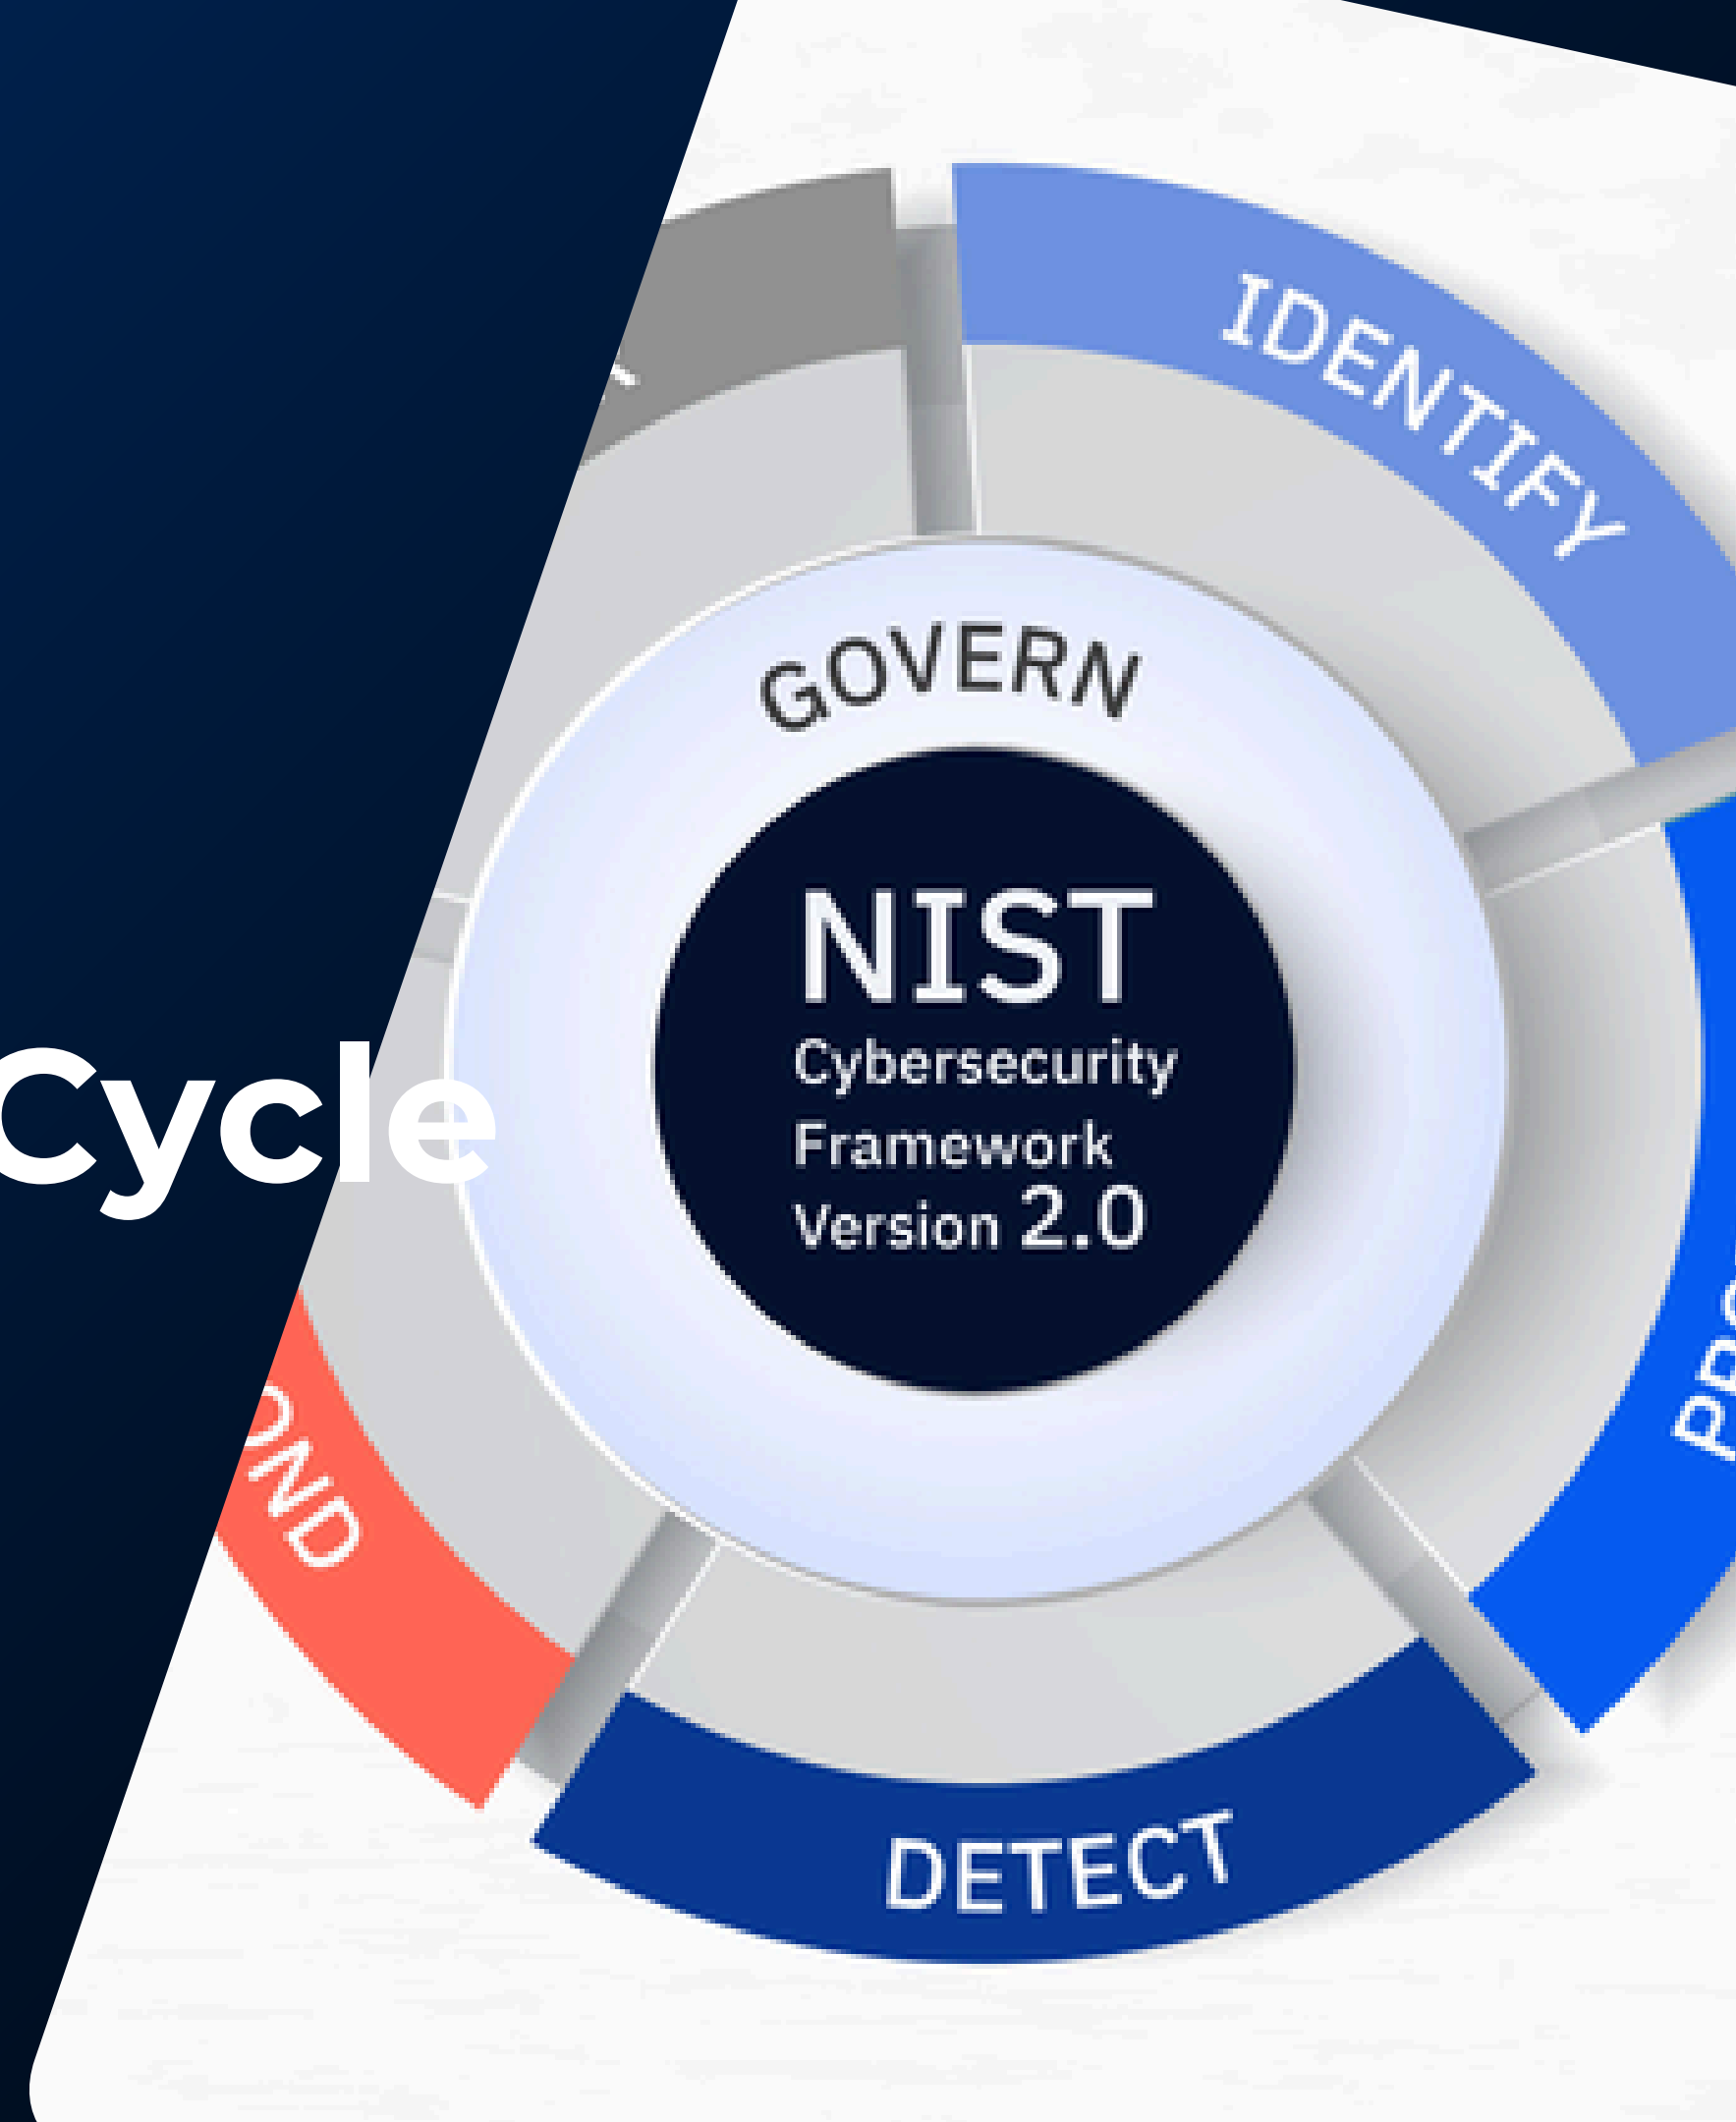 IDENTIFY
GOVERN
NIST
Cybersecurity
Framework
Version 2.0
Cycle
DETECT